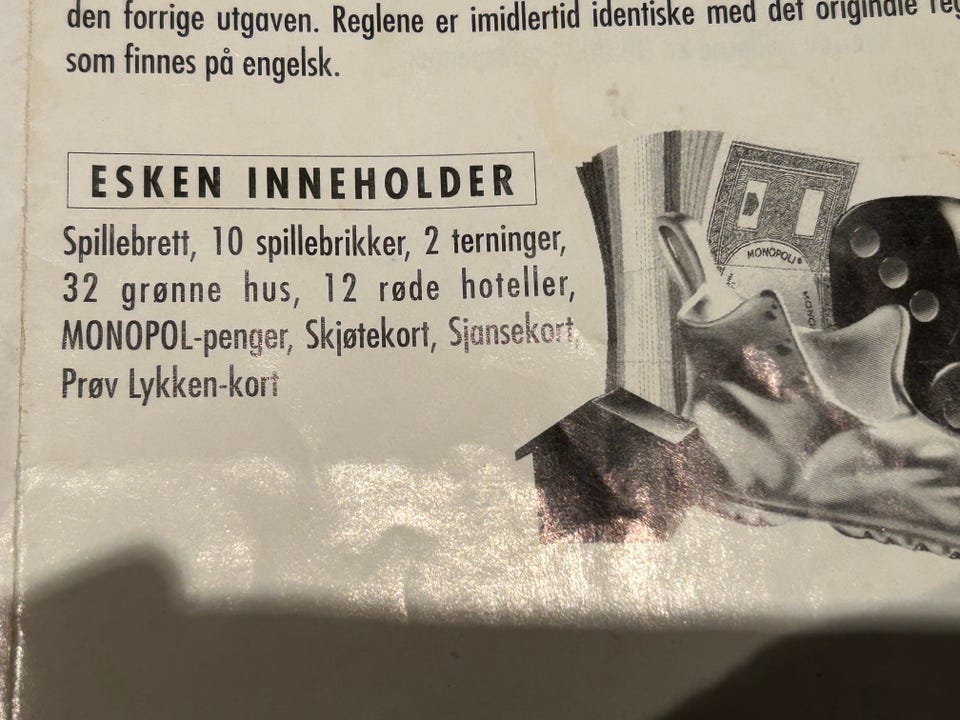 den forrige utgaven. Reglene er imidlertid identiske med det originale
som finnes på engelsk.
ESKEN INNEHOLDER
Spillebrett, 10 spillebrikker, 2 terninger,
32 grønne hus, 12 røde hoteller,
MONOPOL-penger, Skjøtekort, Sjansekort,
Prøv Lykken-kort
MONOPOLI®